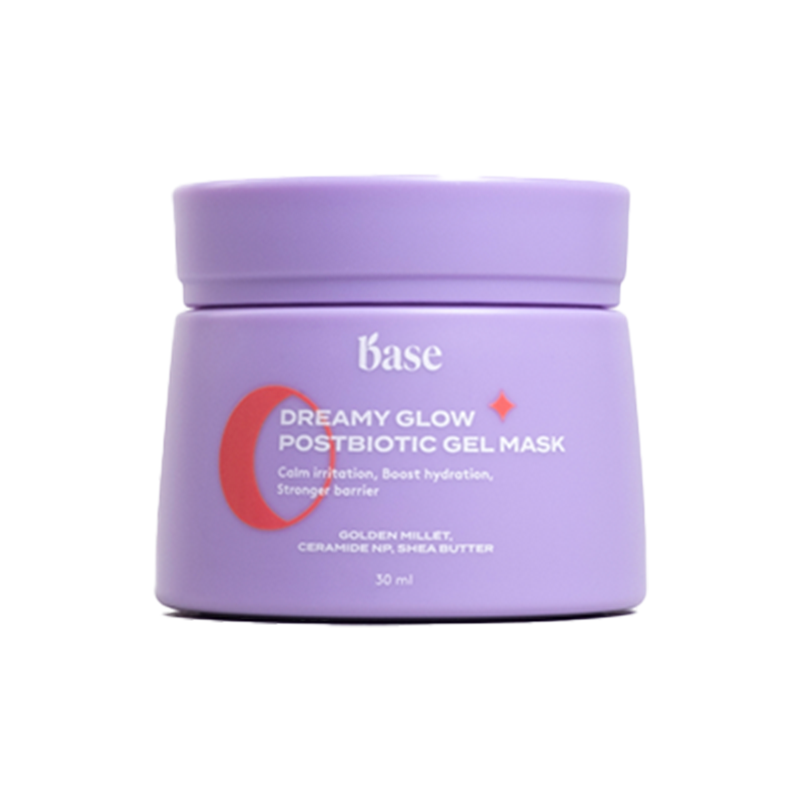 base
DREAMY GLOW
POSTBIOTIC GEL MASK
Calm irritation, Boost hydration,
Stronger barrier
GOLDEN MILLET,
CERAMIDE NP, SHEA BUTTER
30 ml